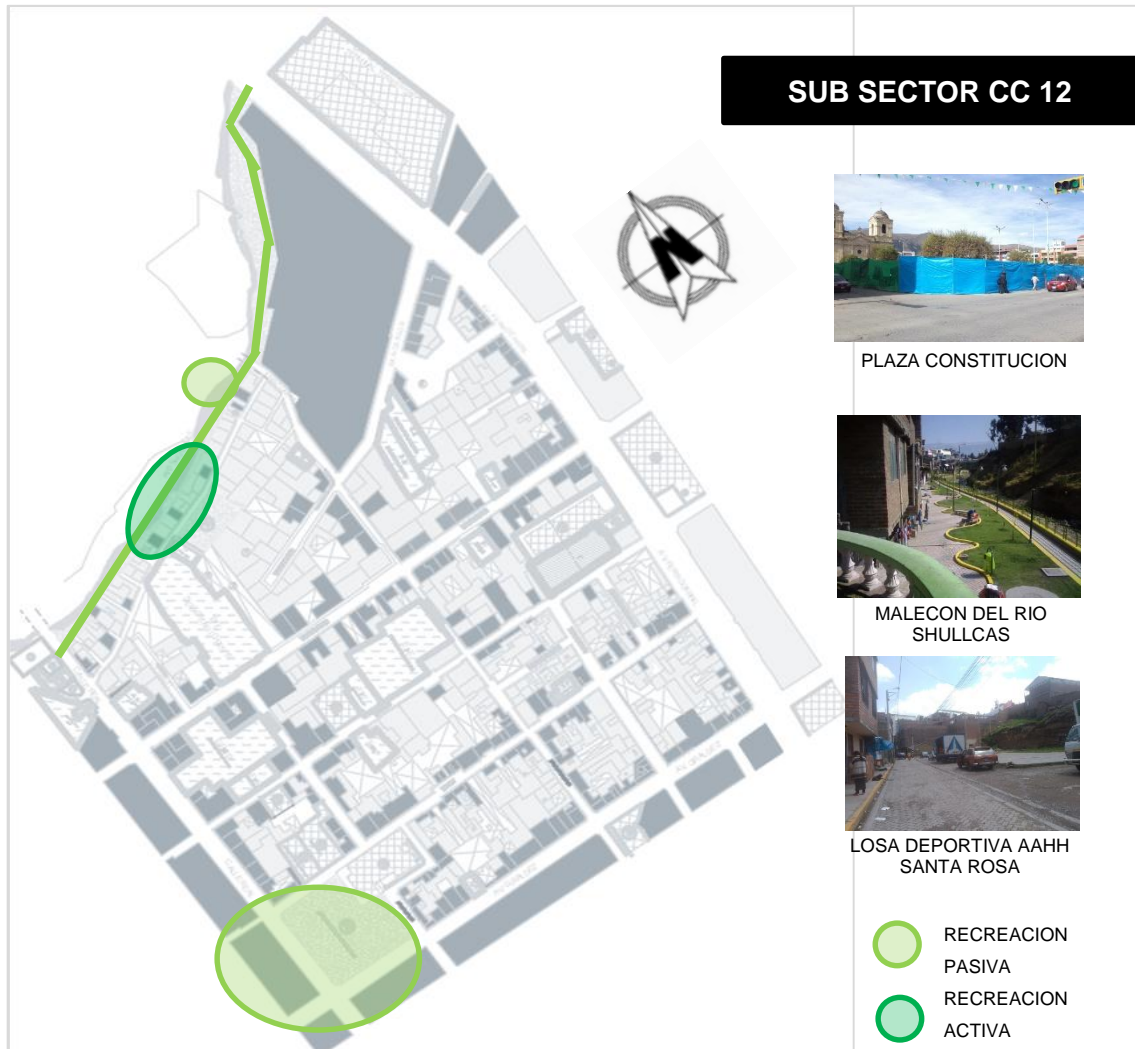 SUB SECTOR CC 12
N
PLAZA CONSTITUCION
MALECON DEL RIO
SHULLCAS
LOSA DEPORTIVA AAHH
SANTA ROSA
RECREACION
PASIVA
RECREACION
ACTIVA